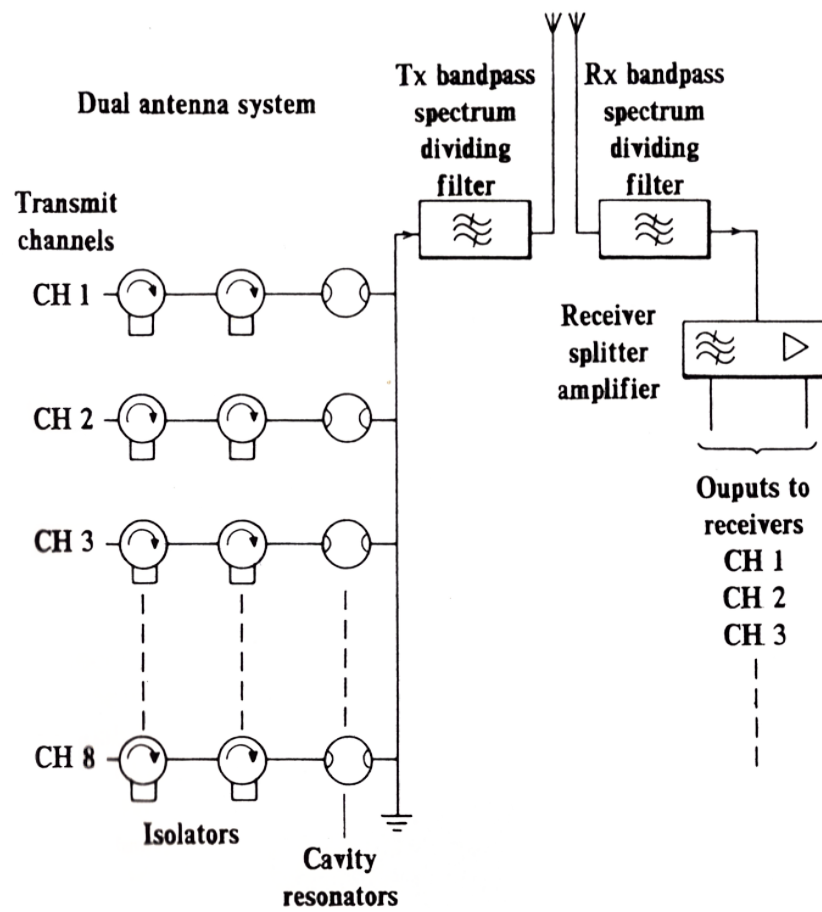 Dual antenna system
Tx bandpass
spectrum
dividing
filter
Rx bandpass
spectrum
dividing
filter
Transmit
channels
CH 1
CH 2
CH 3
CH 8
Isolators
Cavity
resonators
Receiver
splitter
amplifier
Ouputs to
receivers
CH 1
CH 2
CH 3